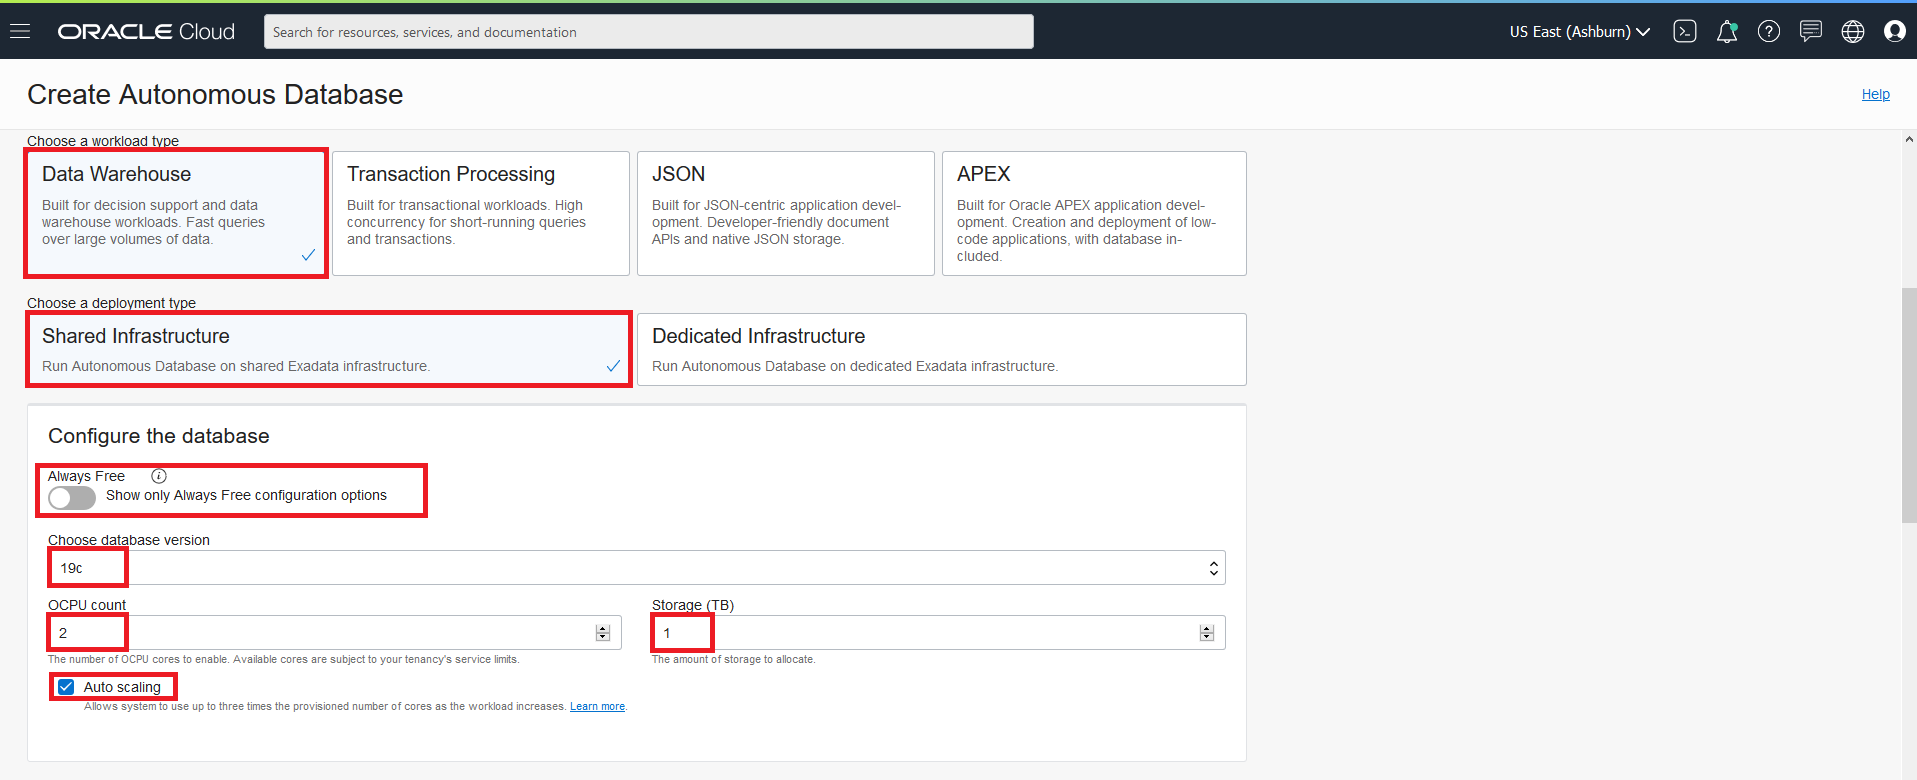 ORACLE Cloud
Search for resources, services, and documentation
US East (Ashburn)
Create Autonomous Database
Help
Choose a workload type
Data Warehouse
Built for decision support and data
warehouse workloads. Fast queries
over large volumes of data.
Transaction Processing
Built for transactional workloads. High
concurrency for short-running queries
and transactions.
JSON
Built for JSON-centric application devel-
opment. Developer-friendly document
APIs and native JSON storage.
APEX
Built for Oracle APEX application devel-
opment. Creation and deployment of low-
code applications, with database in-
cluded.
Choose a deployment type
Shared Infrastructure
Run Autonomous Database on shared Exadata infrastructure.
Dedicated Infrastructure
Run Autonomous Database on dedicated Exadata infrastructure.
Configure the database
Always Free
Show only Always Free configuration options
Choose database version
19c
OCPU count
2
The number of OCPU cores to enable. Available cores are subject to your tenancy's service limits.
Storage (TB)
1
The amount of storage to allocate.
Auto scaling
Allows system to use up to three times the provisioned number of cores as the workload increases. Learn more.